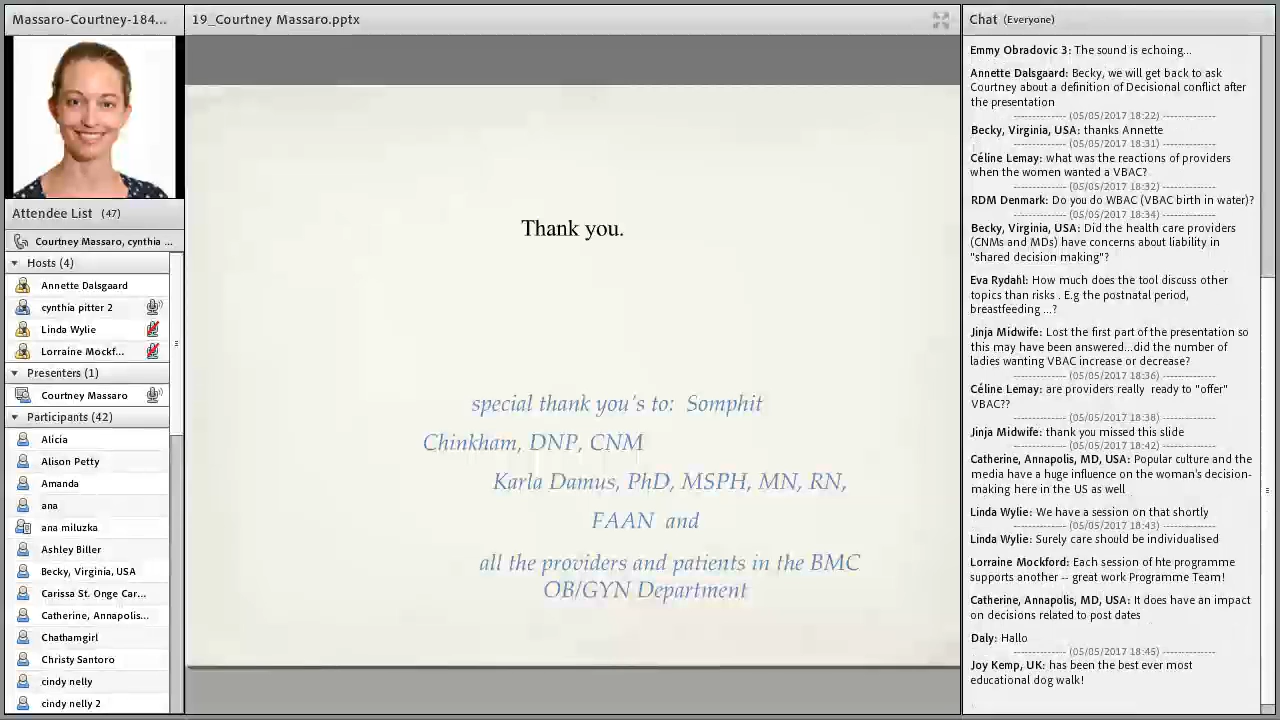 Massaro-Courtney-184...
19_Courtney Massaro.pptx
Chat (Everyone)
Attendee List (47)
Courtney Massaro, cynthia ...
Hosts (4)
Annette Dalsgaard
cynthia pitter 2
Linda Wylie
Lorraine Mockf...
Presenters (1)
Courtney Massaro
Participants (42)
Alicia
Alison Petty
Amanda
ana
ana miluzka
Ashley Biller
Becky, Virginia, USA
Carissa St. Onge Car...
Catherine, Annapolis...
Chathamgirl
Christy Santoro
cindy nelly
cindy nelly 2
Thank you.
special thank you's to: Somphit
Chinkham, DNP, CNM
Karla Damus, PhD, MSPH, MN, RN,
FAAN and
all the providers and patients in the BMC
OB/GYN Department
Emmy Obradovic 3: The sound is echoing...
Annette Dalsgaard: Becky, we will get back to ask
Courtney about a definition of Decisional conflict after
the presentation
--------------- (05/05/2017 18:22) ---------------
Becky, Virginia, USA: thanks Annette
--------------- (05/05/2017 18:31) ---------------
Céline Lemay: what was the reactions of providers
when the women wanted a VBAC?
--------------- (05/05/2017 18:32) ---------------
RDM Denmark: Do you do WBAC (VBAC birth in water)?
--------------- (05/05/2017 18:34) ---------------
Becky, Virginia, USA: Did the health care providers
(CNMs and MDs) have concerns about liability in
"shared decision making"?
Eva Rydahl: How much does the tool discuss other
topics than risks . E.g the postnatal period,
breastfeeding ...?
Jinja Midwife: Lost the first part of the presentation so
this may have been answered...did the number of
ladies wanting VBAC increase or decrease?
--------------- (05/05/2017 18:36) ---------------
Céline Lemay: are providers really ready to "offer"
VBAC??
--------------- (05/05/2017 18:38) ---------------
Jinja Midwife: thank you missed this slide
--------------- (05/05/2017 18:42) ---------------
Catherine, Annapolis, MD, USA: Popular culture and the
media have a huge influence on the woman's decision-
making here in the US as well
Linda Wylie: We have a session on that shortly
--------------- (05/05/2017 18:43) ---------------
Linda Wylie: Surely care should be individualised
Lorraine Mockford: Each session of hte programme
supports another -- great work Programme Team!
Catherine, Annapolis, MD, USA: It does have an impact
on decisions related to post dates
Daly: Hallo
--------------- (05/05/2017 18:45) ---------------
Joy Kemp, UK: has been the best ever most
educational dog walk!